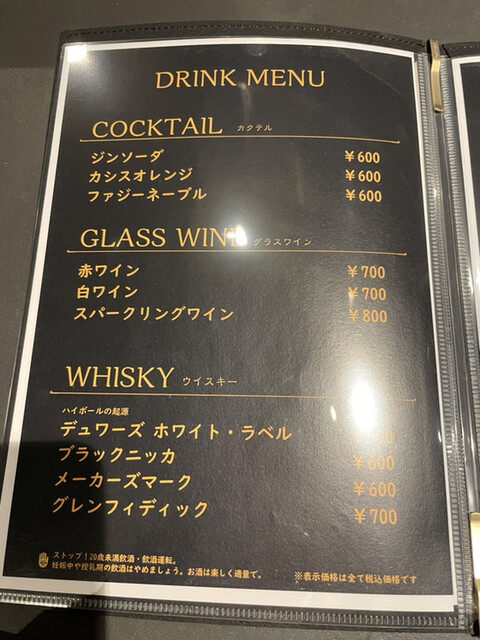 DRINK MENU
COCKTAIL カクテル
ジンソーダ ￥600
カシスオレンジ ￥600
ファジーネーブル ￥600
GLASS WINE グラスワイン
赤ワイン ￥700
白ワイン ￥700
スパークリングワイン ￥800
WHISKY ウイスキー
ハイボールの起源
デュワーズ ホワイト・ラベル
ブラックニッカ ￥600
メーカーズマーク ￥600
グレンフィディック ￥700
ストップ！20歳未満飲酒・飲酒運転。
妊娠中や授乳期の飲酒はやめましょう。お酒は楽しく適量で。 ※表示価格は全て税込価格です